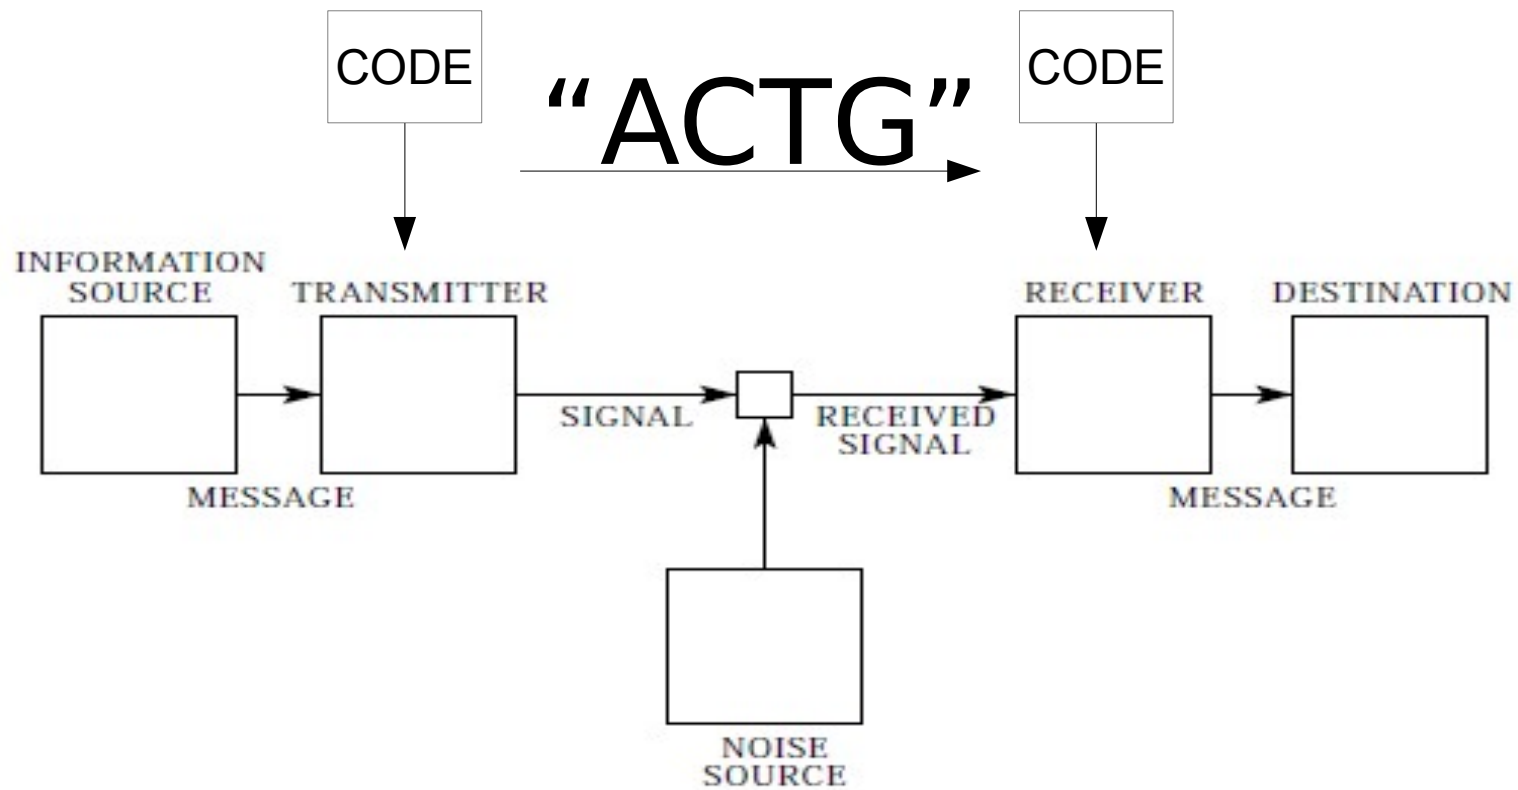 CODE
“ACTG”
CODE
INFORMATION
SOURCE
TRANSMITTER
RECEIVER
DESTINATION
SIGNAL
RECEIVED
SIGNAL
MESSAGE
MESSAGE
NOISE
SOURCE